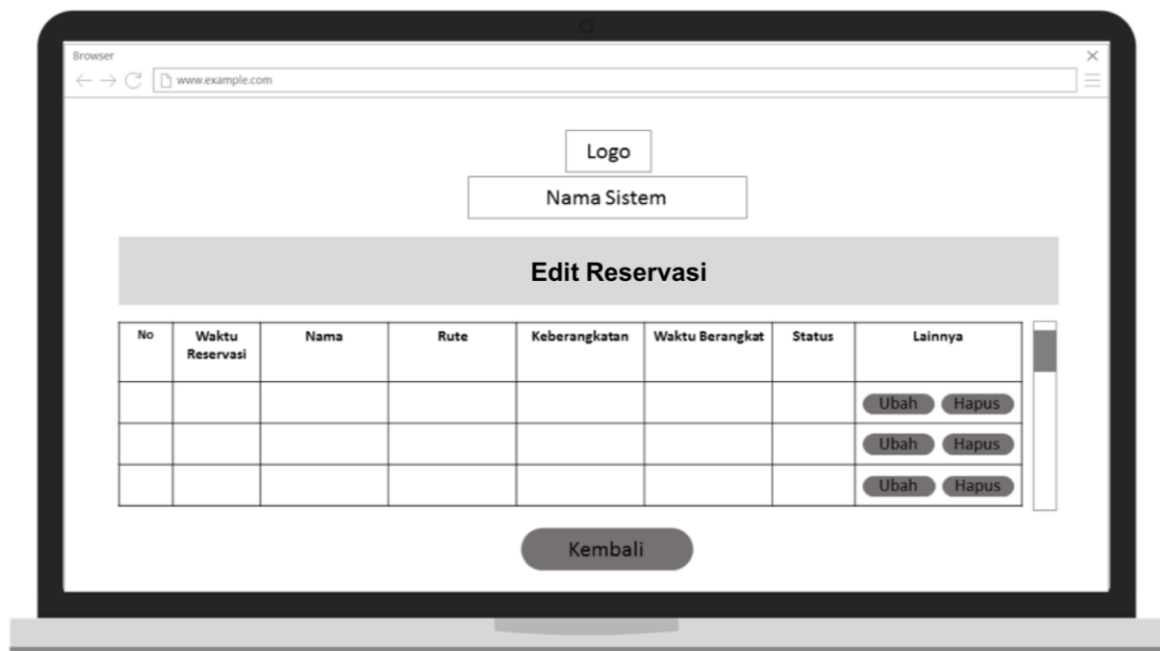 Browser
www.example.com
Logo
Nama Sistem
Edit Reservasi
No Waktu Reservasi Nama Rute Keberangkatan Waktu Berangkat Status Lainnya
Ubah Hapus
Ubah Hapus
Ubah Hapus
Kembali